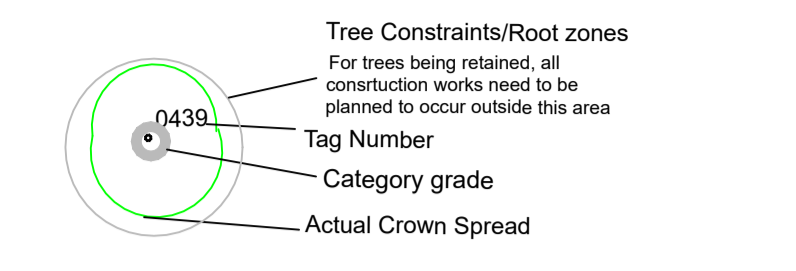 Tree Constraints/Root zones
For trees being retained, all
consrtuction works need to be
planned to occur outside this area
0439
Tag Number
Category grade
Actual Crown Spread